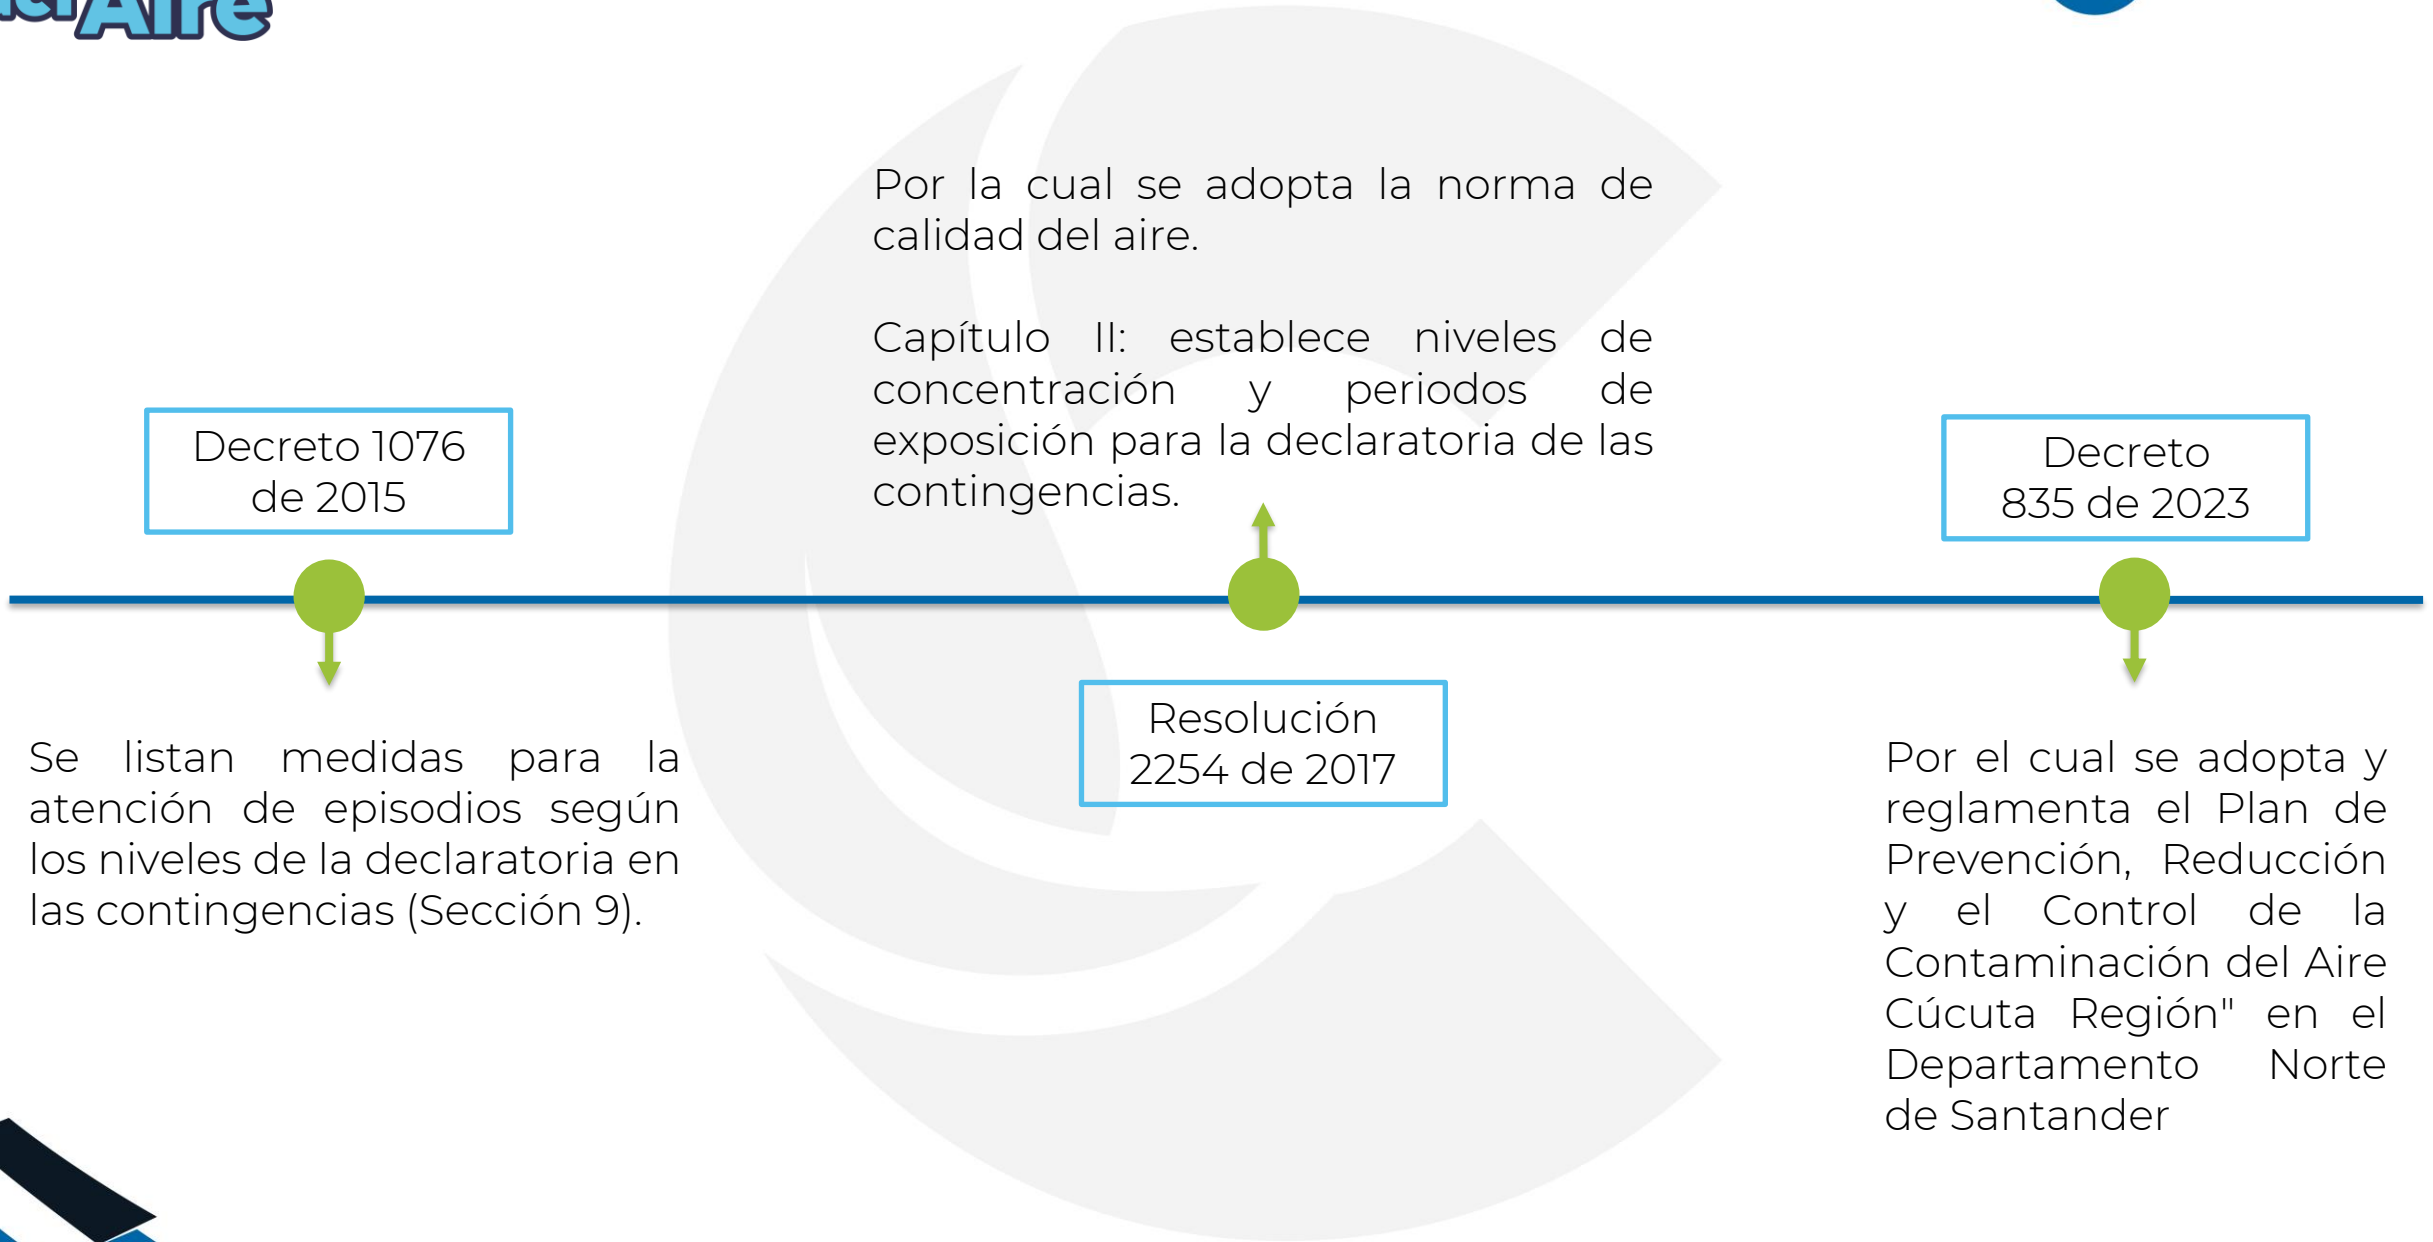 Aire
Por la cual se adopta la norma de
calidad del aire.
Capítulo II: establece niveles de
concentración y periodos de
exposición para la declaratoria de las
contingencias.
Decreto 1076
de 2015
Decreto
835 de 2023
Resolución
2254 de 2017
Se listan medidas para la
atención de episodios según
los niveles de la declaratoria en
las contingencias (Sección 9).
Por el cual se adopta y
reglamenta el Plan de
Prevención, Reducción
y el Control de la
Contaminación del Aire
Cúcuta Región" en el
Departamento Norte
de Santander